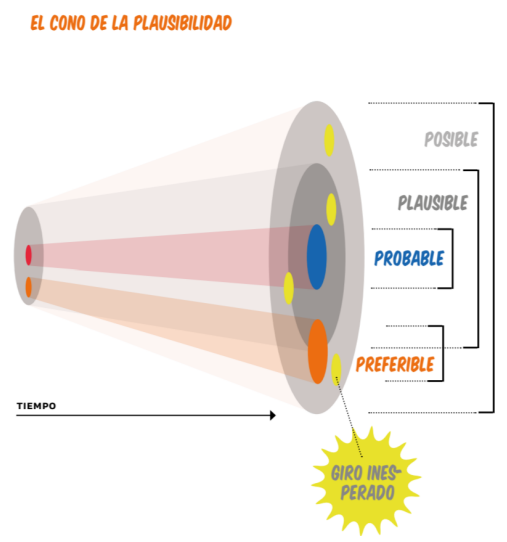 EL CONO DE LA PLAUSIBILIDAD
POSIBLE
PLAUSIBLE
PROBABLE
PREFERIBLE
TIEMPO
GIRO INES-
PERADO